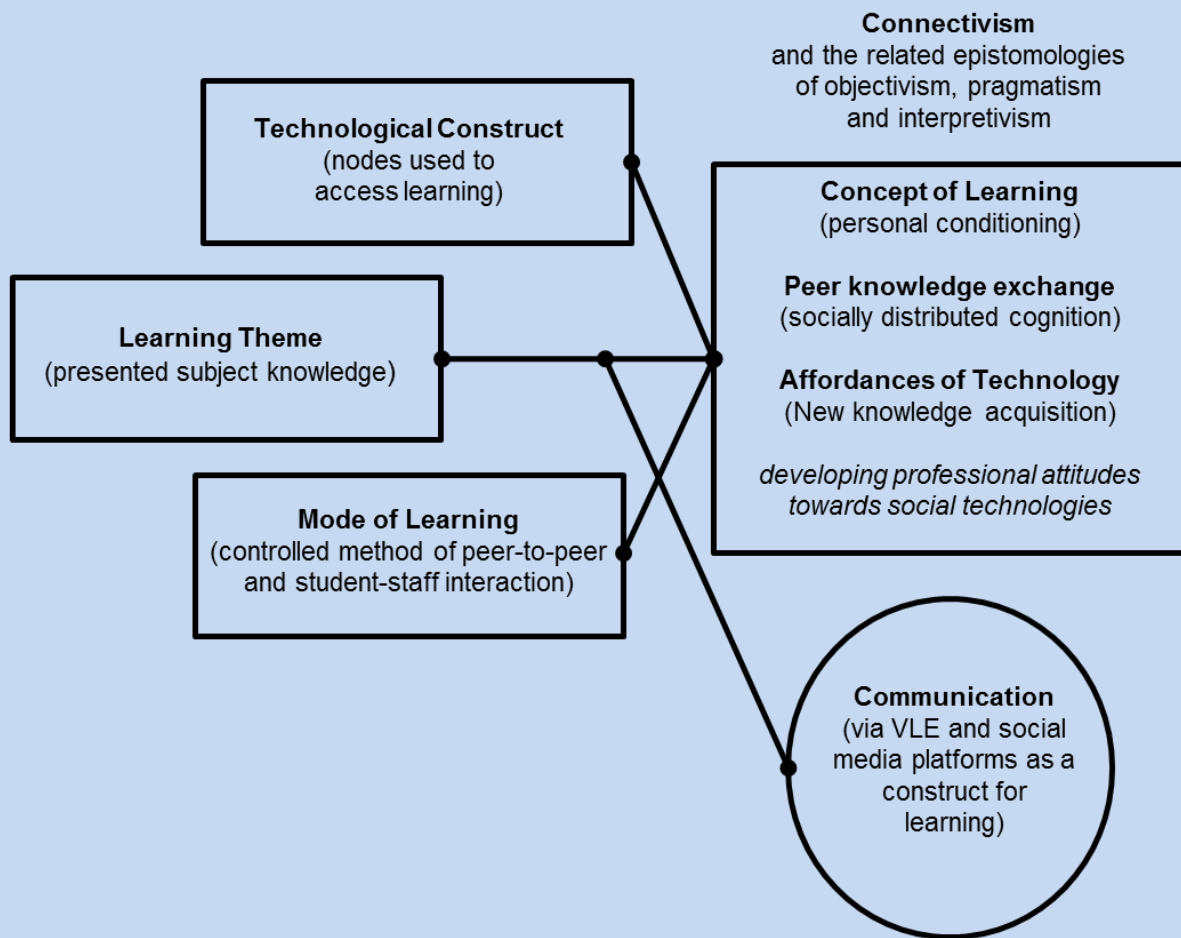 Connectivism
and the related epistomologies
of objectivism, pragmatism
and interpretivism
Technological Construct
(nodes used to
access learning)
Concept of Learning
(personal conditioning)
Peer knowledge exchange
(socially distributed cognition)
Affordances of Technology
(New knowledge acquisition)
developing professional attitudes
towards social technologies
Learning Theme
(presented subject knowledge)
Mode of Learning
(controlled method of peer-to-peer
and student-staff interaction)
Communication
(via VLE and social
media platforms as a
construct for
learning)